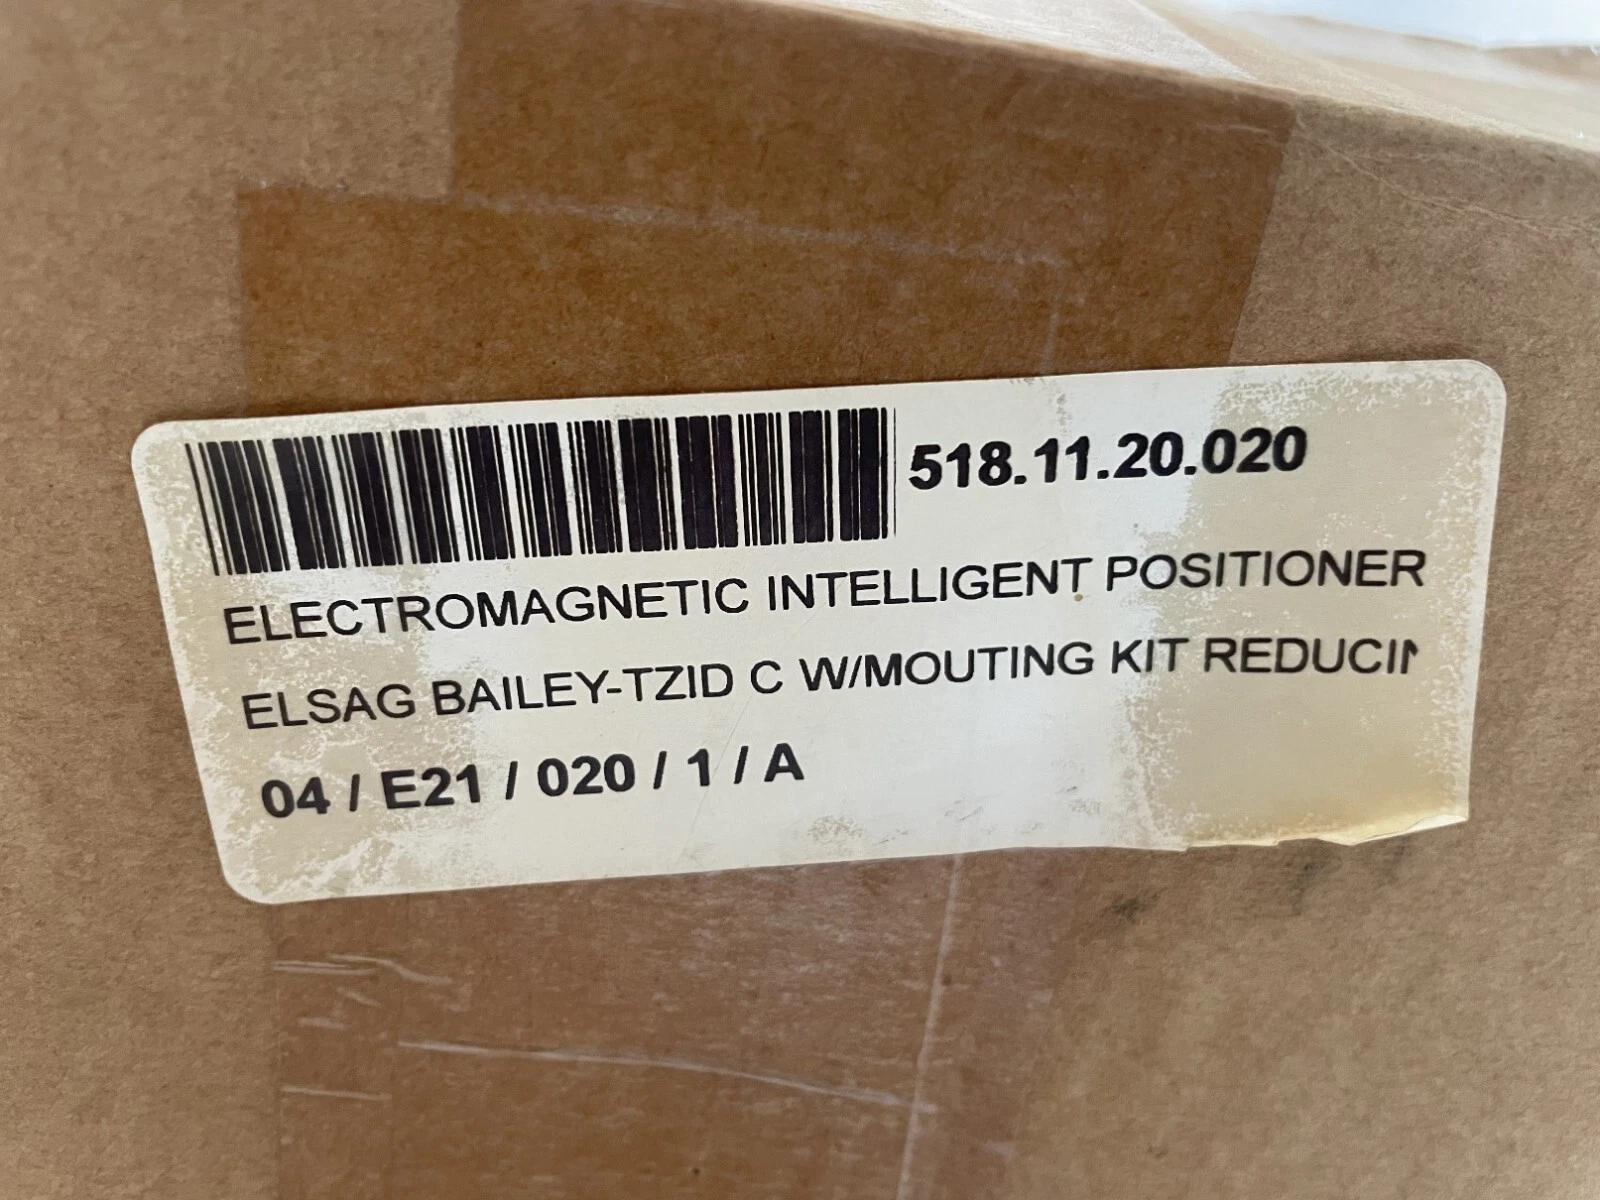 518.11.20.020
ELECTROMAGNETIC INTELLIGENT POSITIONER
ELSAG BAILEY-TZID C W/MOUTING KIT REDUCIN
04 / E21 / 020 / 1 / A